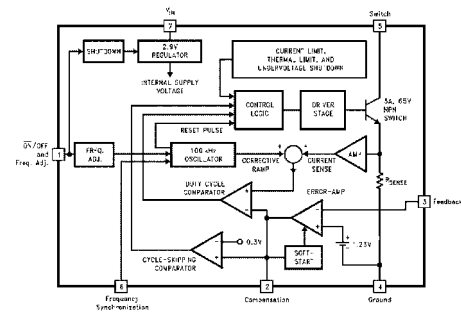 VIN
Switch
7
5
SHUTDOWN
2.9V
REGULATOR
CURRENT LIMIT,
THERMAL LIMIT, AND
UNDERVOLTAGE SHUTDOWN
INTERNAL SUPPLY
VOLTAGE
CONTROL
LOGIC
DRIVER
STAGE
5A, 65V
NPN
SWITCH
RESET PULSE
ON/OFF
and
Freq. Adj.
1
FREQ.
ADJ.
100 kHz
OSCILLATOR
+
+
CORRECTIVE
RAMP
CURRENT
SENSE
AMP
RSENSE
DUTY CYCLE
COMPARATOR
+
-
ERROR-AMP
-
+
3
Feedback
1.23V
+
-
0.3V
-
+
CYCLE-SKIPPING
COMPARATOR
SOFT-
START
6
2
4
Frequency
Synchronization
Compensation
Ground